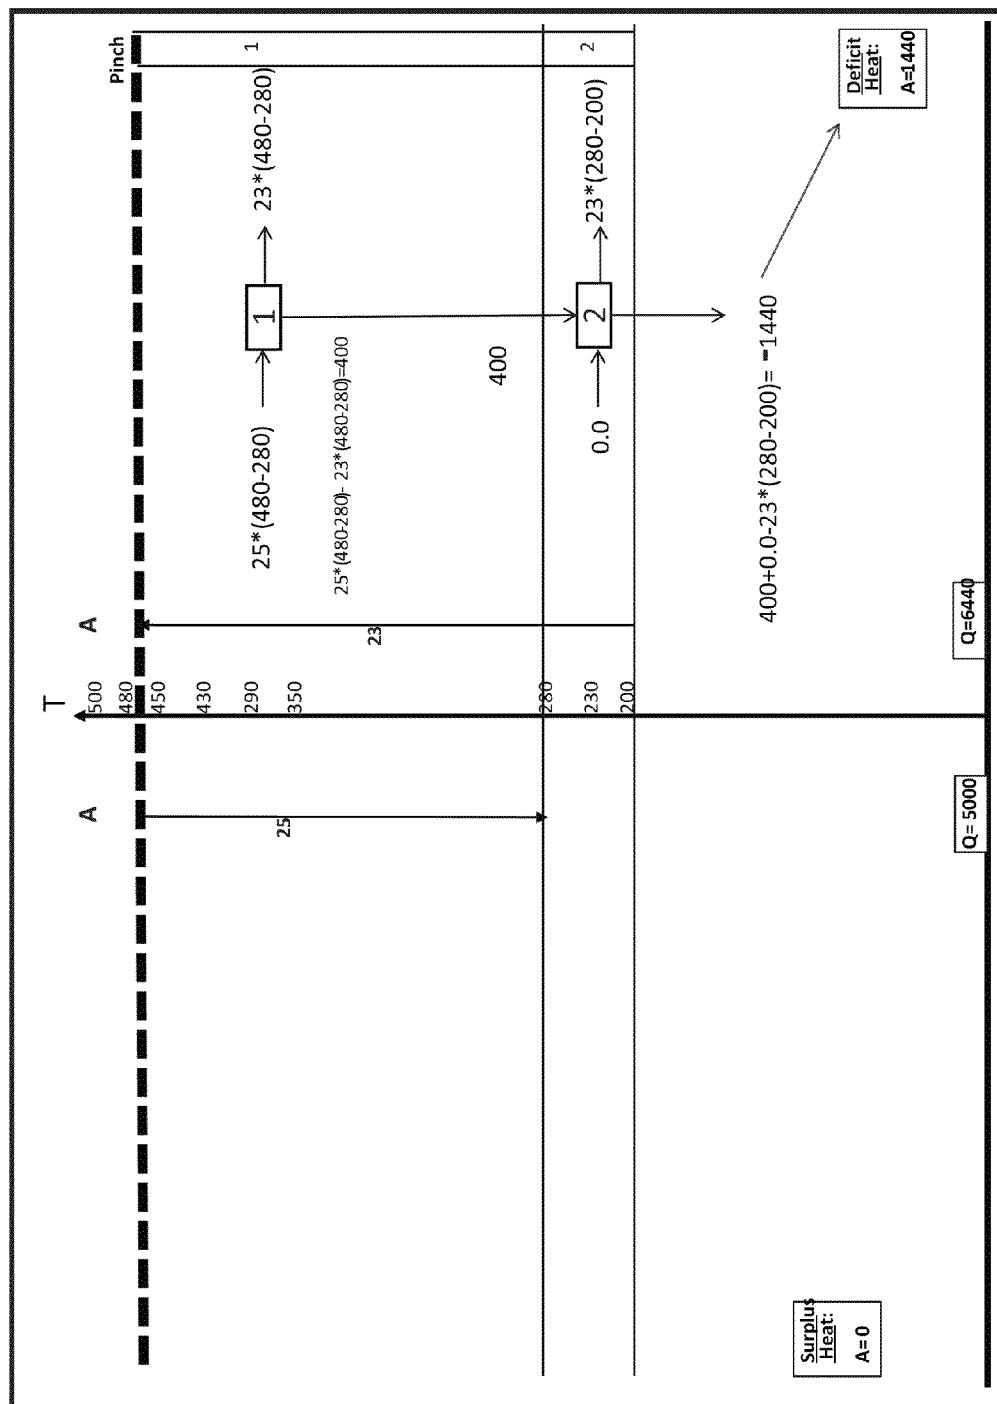 T
A
A
Pinch
500
480
450
430
290
350
280
230
200
25
23
25*(480-280)
1
23*(480-280)
1
25*(480-280)- 23*(480-280)=400
400
0.0
2
23*(280-200)
2
400+0.0-23*(280-200)= -1440
Surplus
Heat:
A=0
Deficit
Heat:
A=1440
Q= 5000
Q=6440